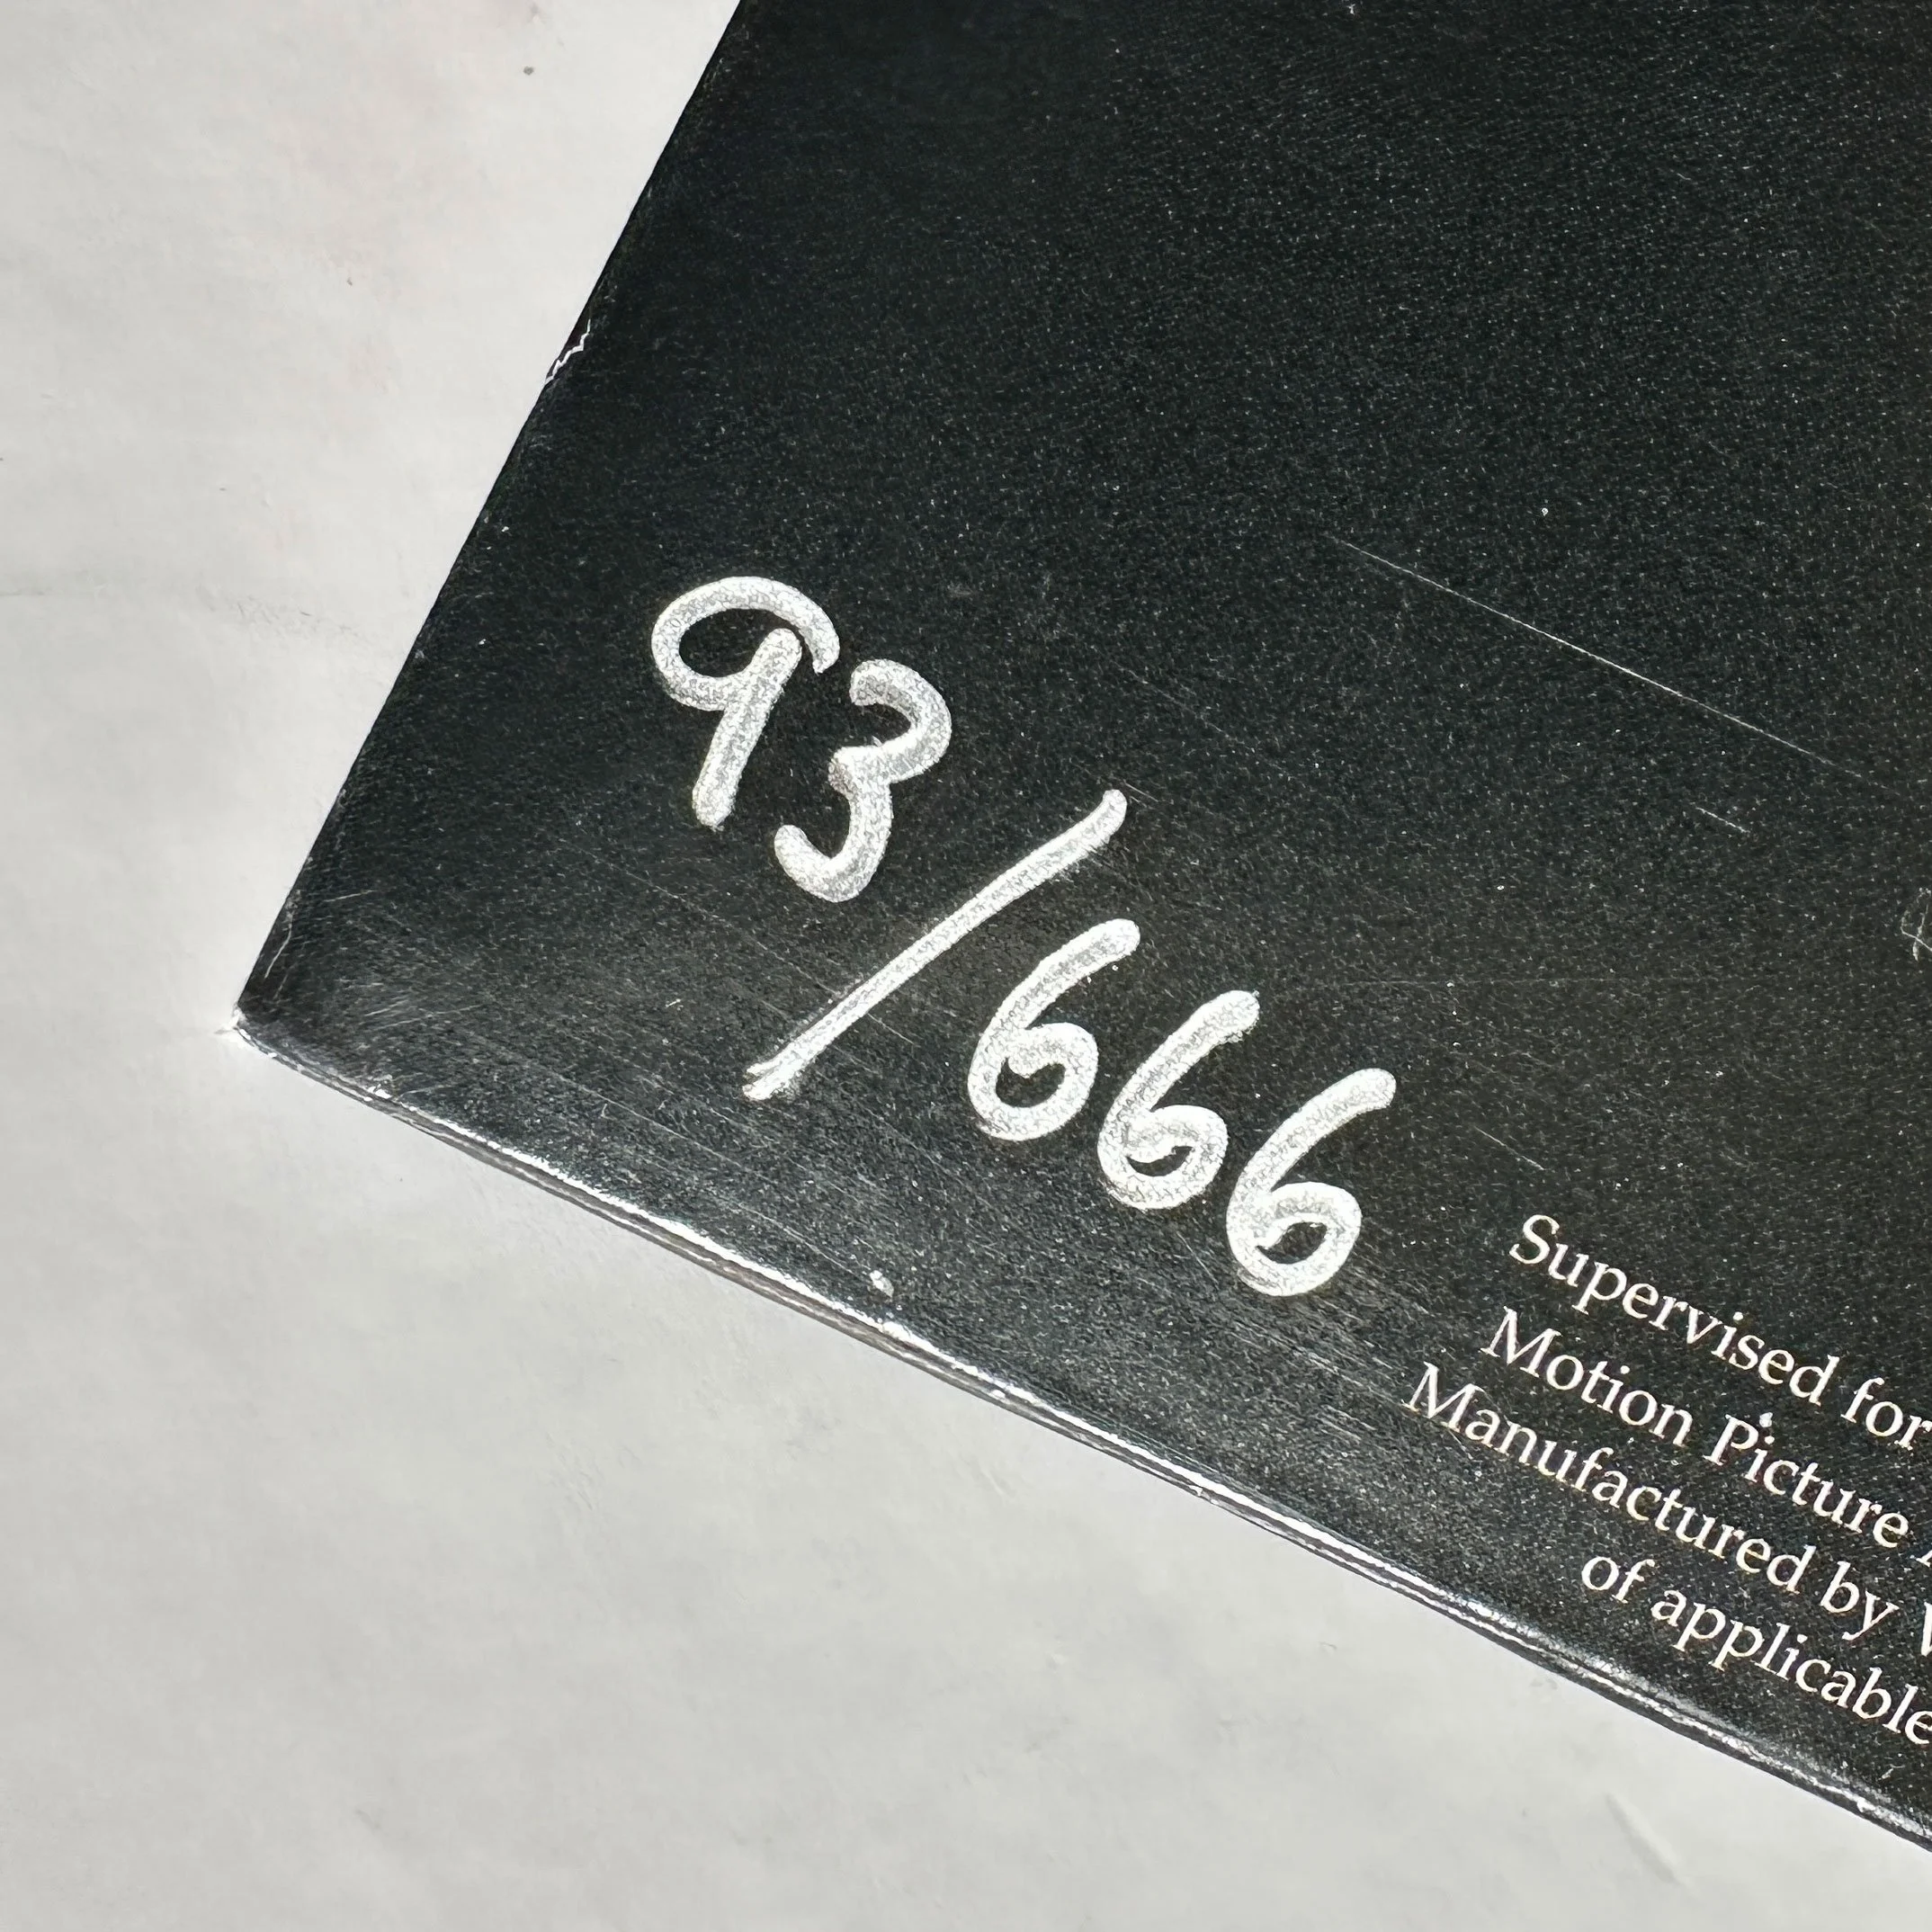 93/666
Supervised for
Motion Picture
Manufactured by
of applicable